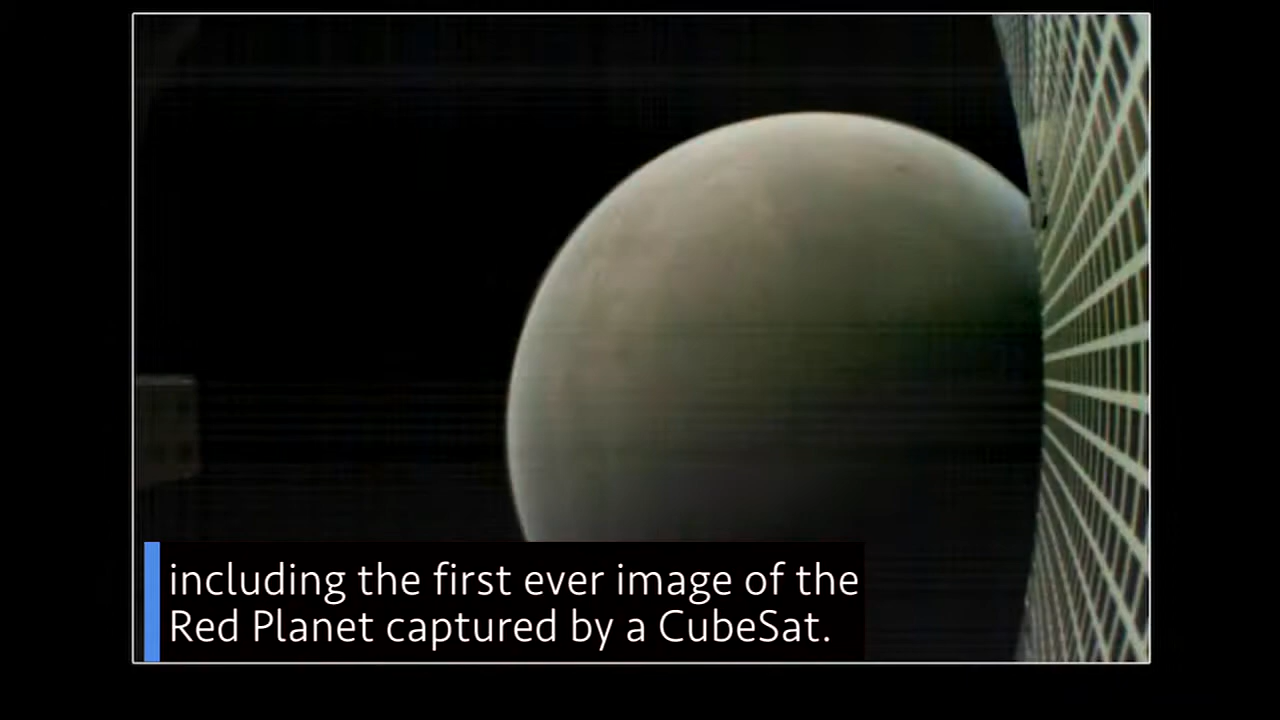 including the first ever image of the
Red Planet captured by a CubeSat.